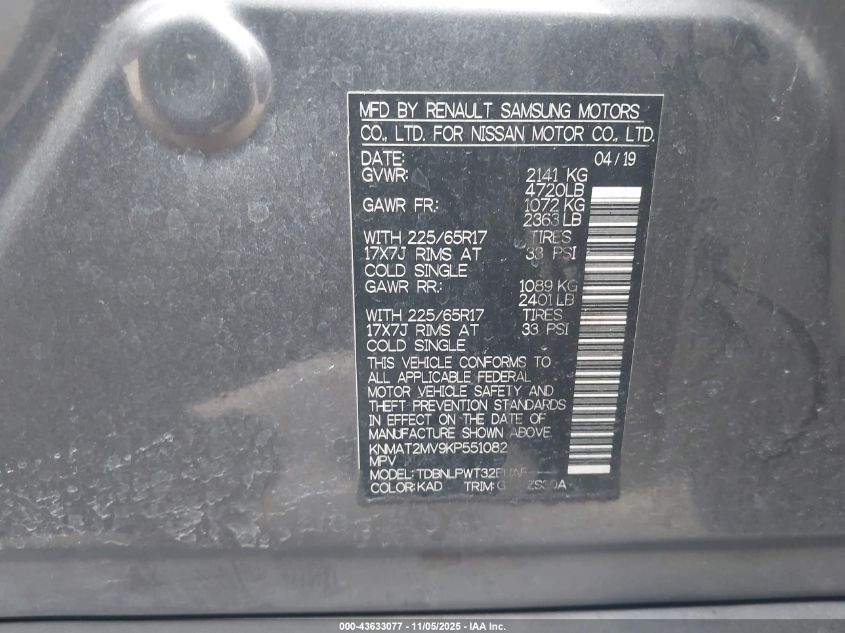 MFD BY RENAULT SAMSUNG MOTORS
CO., LTD. FOR NISSAN MOTOR CO., LTD.
DATE: 04/19
GVWR: 2141 KG
4720LB
GAWR FR: 1072 KG
2363 LB
WITH 225/65R17 TIRES
17X7J RIMS AT 33 PSI
COLD SINGLE
GAWR RR: 1089 KG
2401LB
WITH 225/65R17 TIRES
17X7J RIMS AT 33 PSI
COLD SINGLE
THIS VEHICLE CONFORMS TO
ALL APPLICABLE FEDERAL
MOTOR VEHICLE SAFETY AND
THEFT PREVENTION STANDARDS
IN EFFECT ON THE DATE OF
MANUFACTURE SHOWN ABOVE.
KNMAT2MV9KP551082
MPV
MODEL:
COLOR: KAD TRIM:
000-43633077 - 11/05/2025 - IAA Inc.